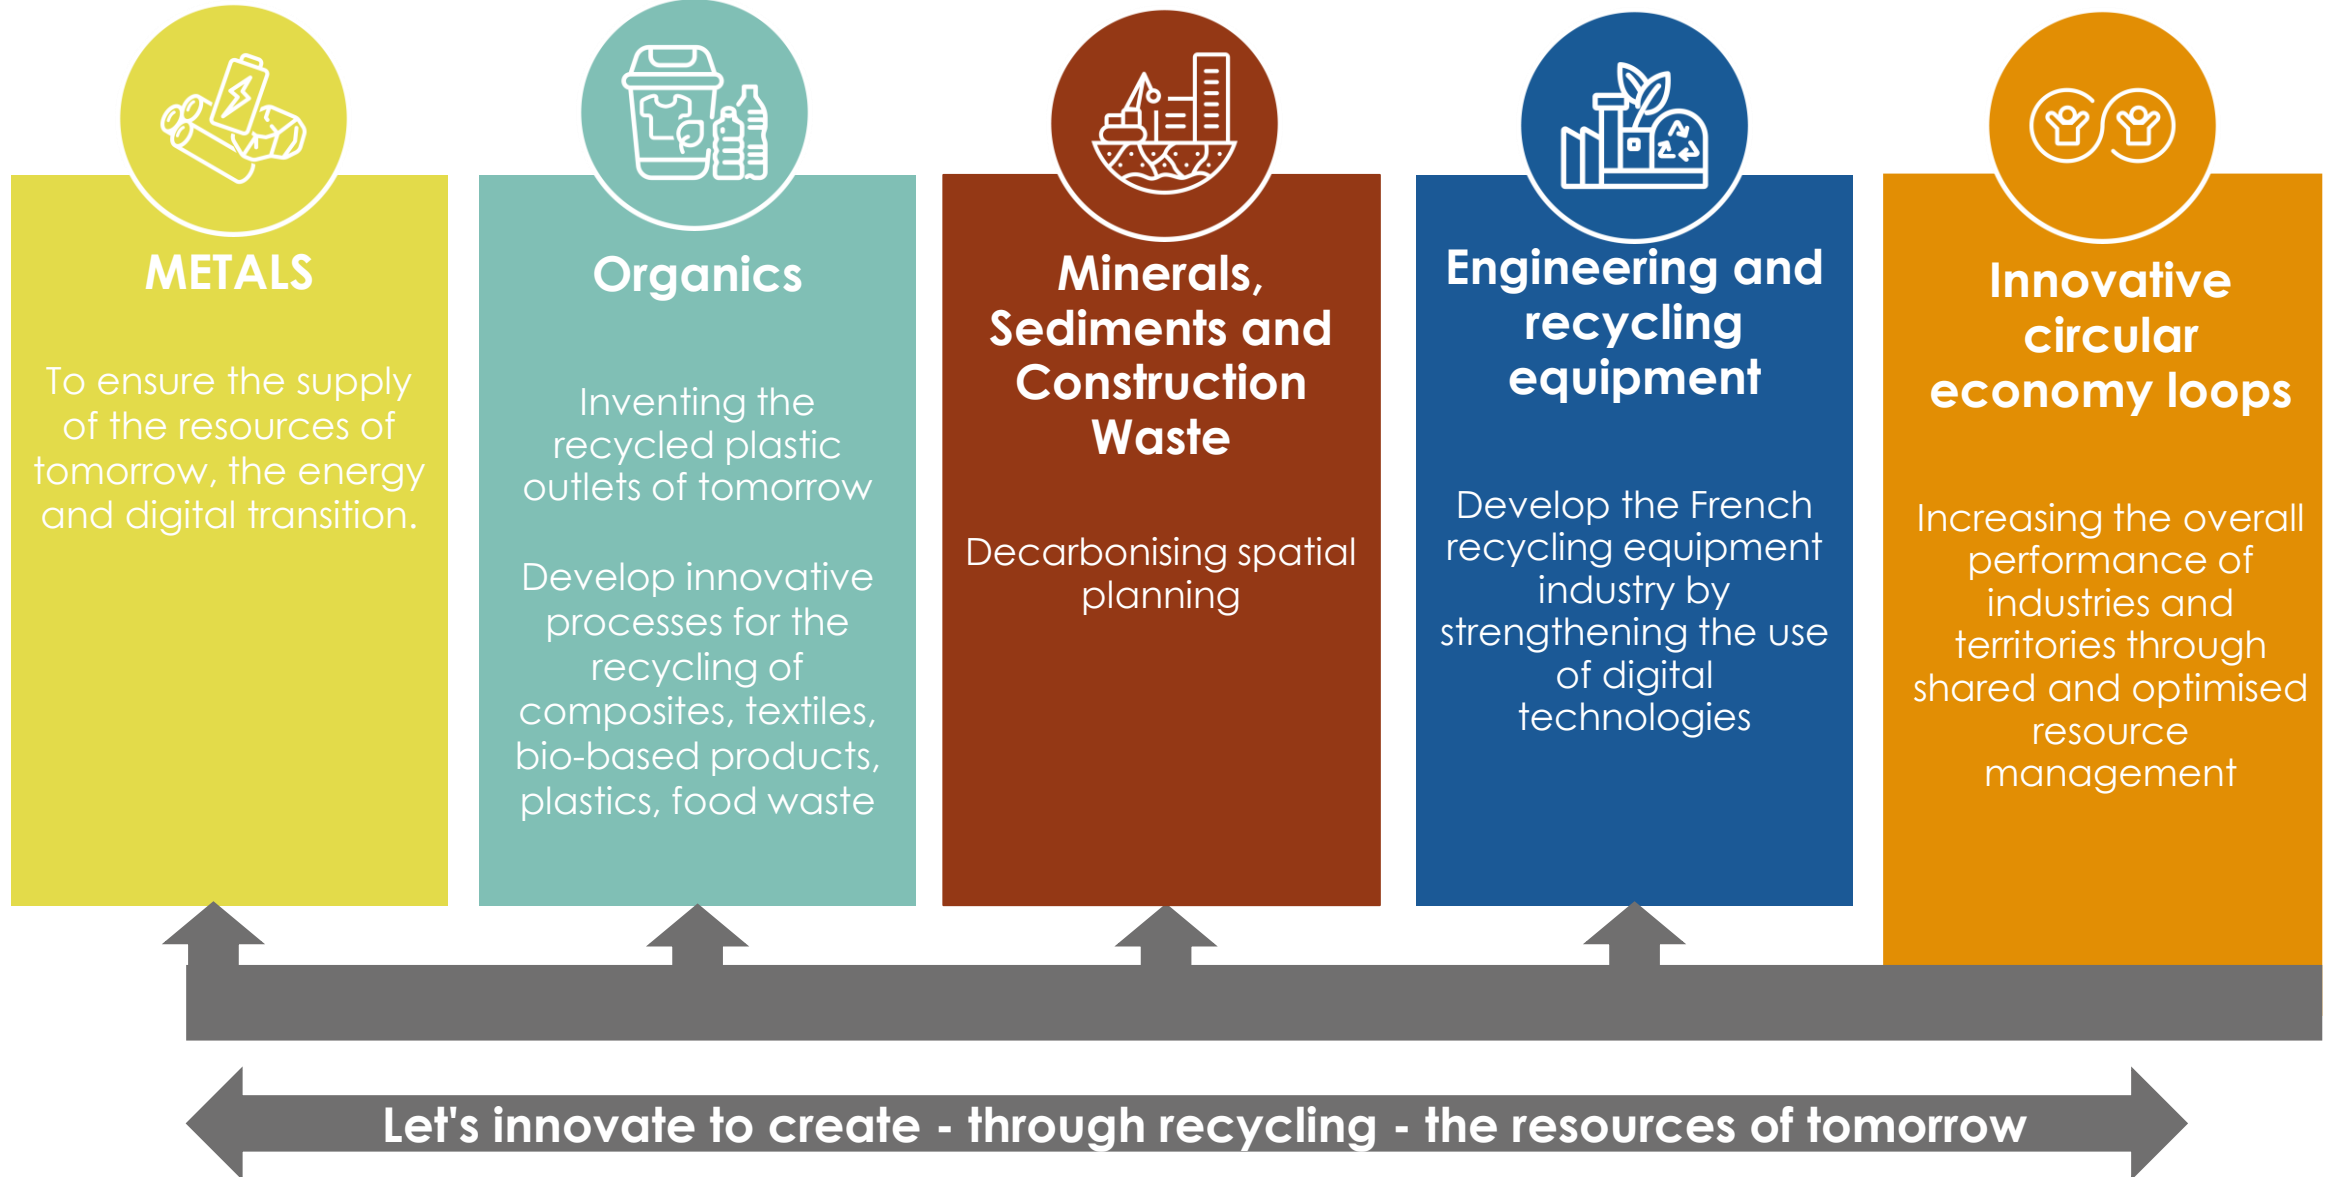 METALS
To ensure the supply
of the resources of
tomorrow, the energy
and digital transition.
Organics
Inventing the
recycled plastic
outlets of tomorrow
Develop innovative
processes for the
recycling of
composites, textiles,
bio-based products,
plastics, food waste
Minerals,
Sediments and
Construction
Waste
Decarbonising spatial
planning
Engineering and
recycling
equipment
Develop the French
recycling equipment
industry by
strengthening the use
of digital
technologies
Innovative
circular
economy loops
Increasing the overall
performance of
industries and
territories through
shared and optimised
resource
management
Let's innovate to create - through recycling - the resources of tomorrow